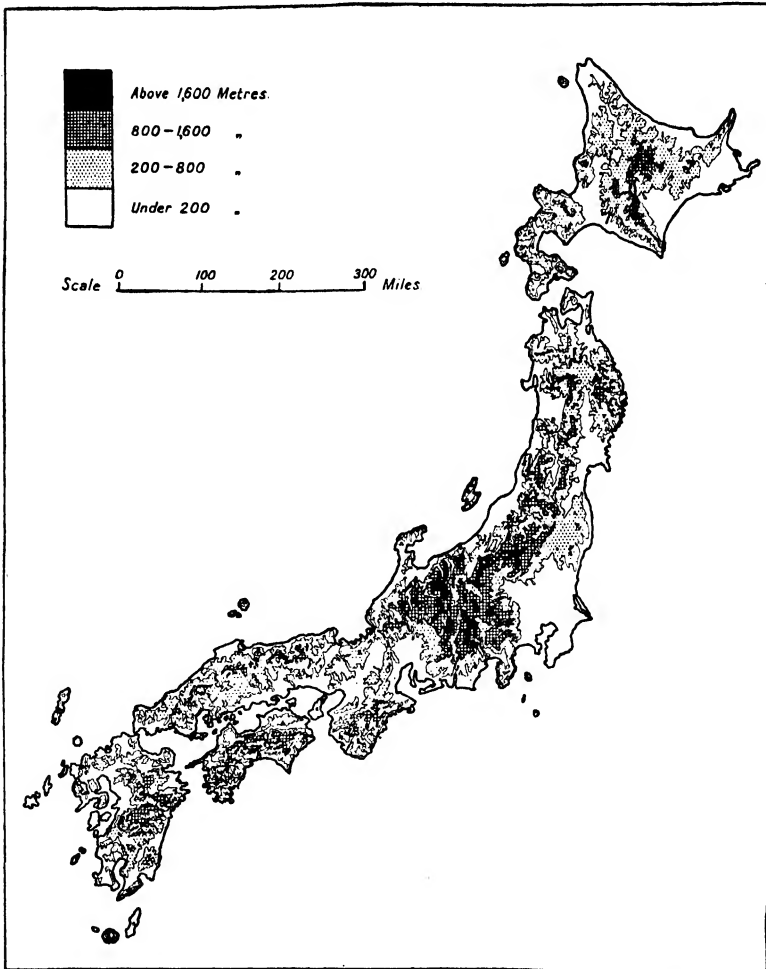 Above 1,600 Metres.
800-1,600 „
200-800 „
Under 200 „
0 100 200 300
Scale Miles